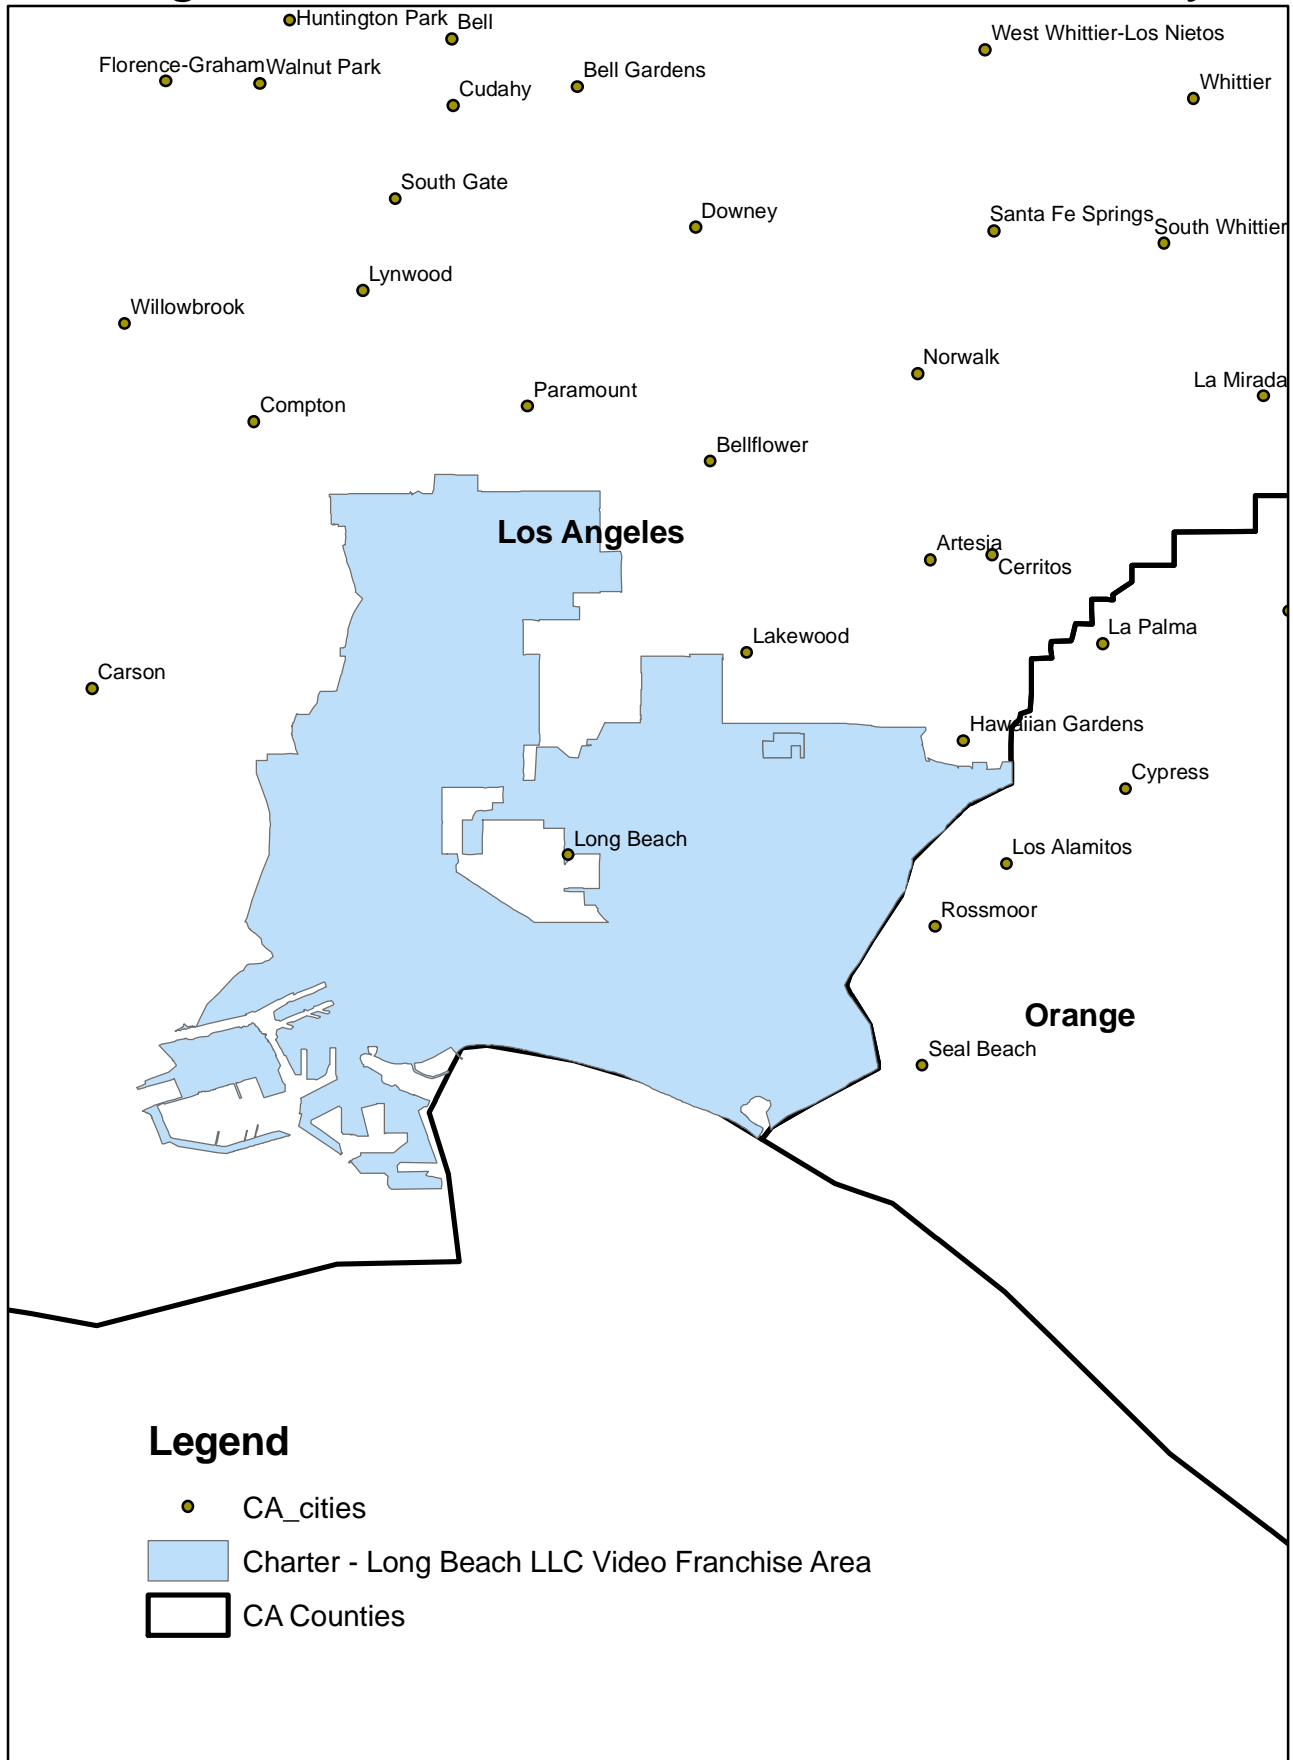 Huntington Park
Bell
West Whittier-Los Nietos
Florence-Graham
Walnut Park
Bell Gardens
Whittier
Cudahy
South Gate
Downey
Santa Fe Springs
South Whittier
Lynwood
Willowbrook
Norwalk
La Mirada
Paramount
Compton
Bellflower
Los Angeles
Artesia
Cerritos
La Palma
Lakewood
Carson
Hawaiian Gardens
Cypress
Long Beach
Los Alamitos
Rossmoor
Orange
Seal Beach
Legend
CA_cities
Charter - Long Beach LLC Video Franchise Area
CA Counties